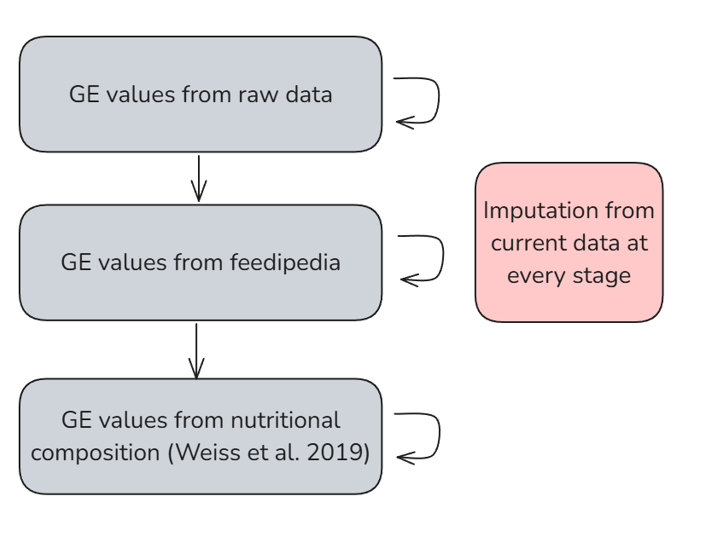 GE values from raw data
GE values from feedipedia
Imputation from
current data at
every stage
GE values from nutritional
composition (Weiss et al. 2019)